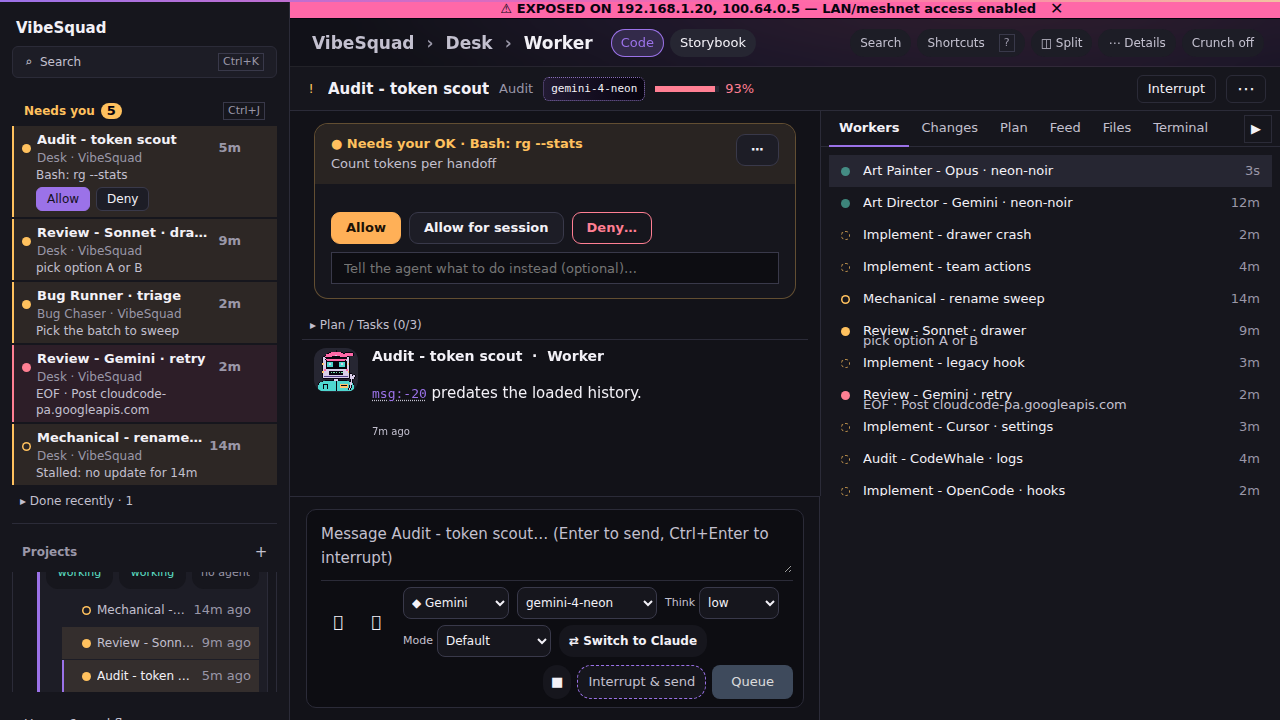 ⚠ EXPOSED ON 192.168.1.20, 100.64.0.5 — LAN/meshnet access enabled ✕
VibeSquad
Search Ctrl+K
Needs you 5 Ctrl+J
Audit - token scout 5m
Desk · VibeSquad
Bash: rg --stats
Allow Deny
Review - Sonnet · dra… 9m
Desk · VibeSquad
pick option A or B
Bug Runner · triage 2m
Bug Chaser · VibeSquad
Pick the batch to sweep
Review - Gemini · retry 2m
Desk · VibeSquad
EOF · Post cloudcode-
pa.googleapis.com
Mechanical - rename… 14m
Desk · VibeSquad
Stalled: no update for 14m
▸ Done recently · 1
Projects +
working working no agent
Mechanical -… 14m ago
Review - Sonn… 9m ago
Audit - token … 5m ago
VibeSquad › Desk › Worker Code Storybook
Search Shortcuts ? Split ⋯ Details Crunch off
! Audit - token scout Audit gemini-4-neon 93%
Interrupt ⋯
● Needs your OK · Bash: rg --stats
Count tokens per handoff
⋯
Allow Allow for session Deny…
Tell the agent what to do instead (optional)…
▸ Plan / Tasks (0/3)
Audit - token scout · Worker
msg:-20 predates the loaded history.
7m ago
Message Audit - token scout… (Enter to send, Ctrl+Enter to
interrupt)
◆ Gemini gemini-4-neon Think low
Mode Default ⇄ Switch to Claude
■ Interrupt & send Queue
Workers Changes Plan Feed Files Terminal ▶
Art Painter - Opus · neon-noir 3s
Art Director - Gemini · neon-noir 12m
Implement - drawer crash 2m
Implement - team actions 4m
Mechanical - rename sweep 14m
Review - Sonnet · drawer 9m
pick option A or B
Implement - legacy hook 3m
Review - Gemini · retry 2m
EOF · Post cloudcode-pa.googleapis.com
Implement - Cursor · settings 3m
Audit - CodeWhale · logs 4m
Implement - OpenCode · hooks 2m